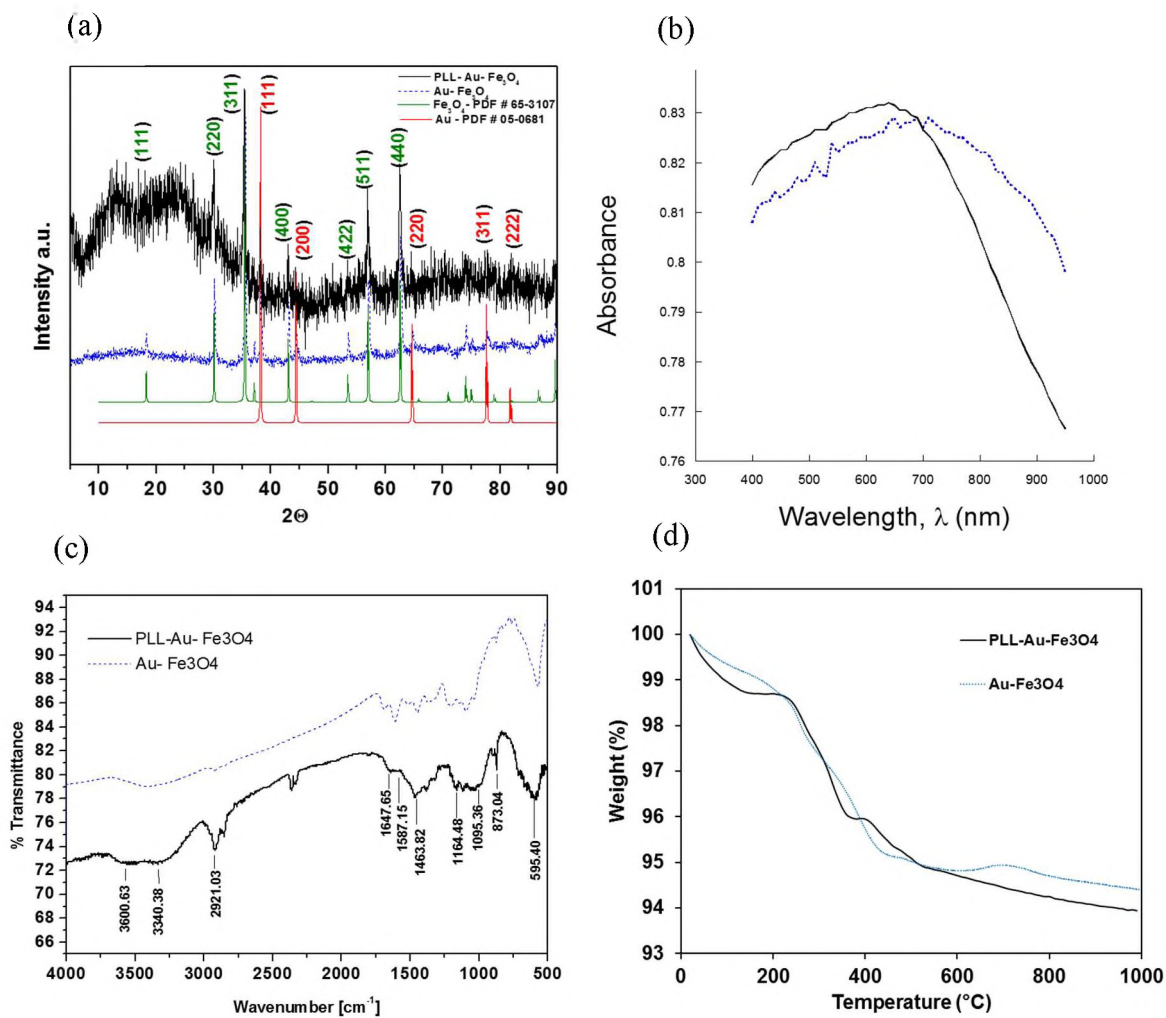 (a)
PLL- Au- Fe3O4
Au- Fe3O4
Fe3O4 - PDF # 65-3107
Au - PDF # 05-0681
(111)
(220)
(311)
(111)
(400)
(200)
(422)
(511)
(440)
(220)
(311)
(222)
Intensity a.u.
10 20 30 40 50 60 70 80 90
2Θ
(b)
0.83
0.82
0.81
0.8
0.79
0.78
0.77
0.76
300 400 500 600 700 800 900 1000
Absorbance
Wavelength, λ (nm)
(c)
94
92
90
88
86
84
82
80
78
76
74
72
70
68
66
% Transmittance
PLL-Au- Fe3O4
Au- Fe3O4
3600.63
3340.38
2921.03
1647.65
1587.15
1463.82
1164.48
1095.36
873.04
595.40
4000 3500 3000 2500 2000 1500 1000 500
Wavenumber [cm-1]
(d)
101
100
99
98
97
96
95
94
93
Weight (%)
PLL-Au-Fe3O4
Au-Fe3O4
0 200 400 600 800 1000
Temperature (°C)